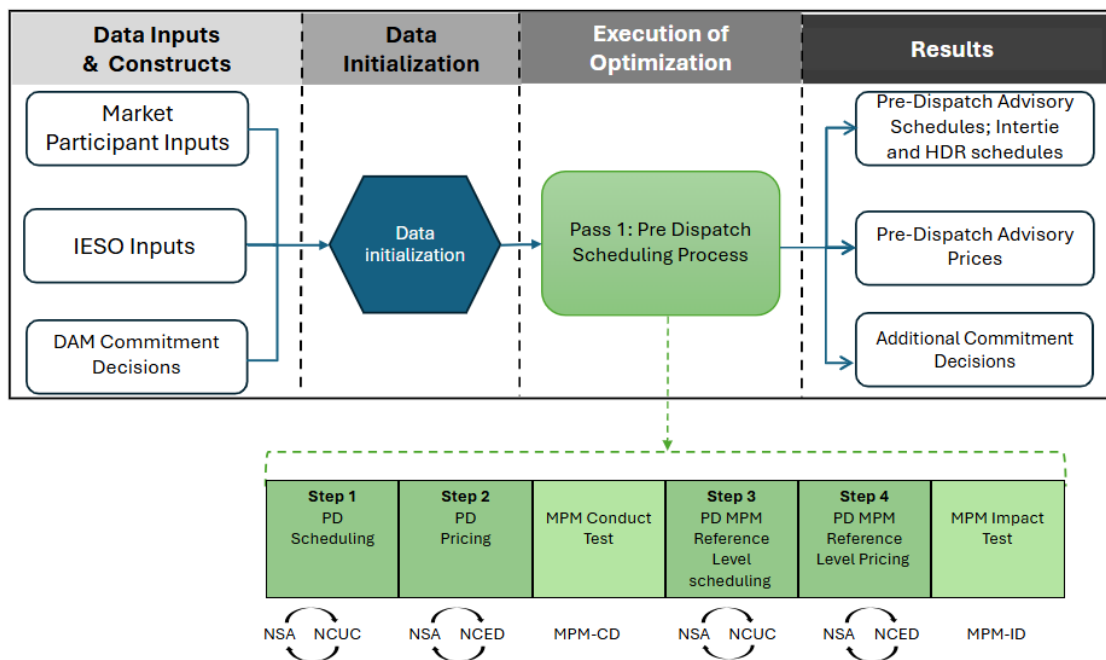 Data Inputs
& Constructs
Data
Initialization
Execution of
Optimization
Results
Market
Participant Inputs
IESO Inputs
DAM Commitment
Decisions
Data
initialization
Pass 1: Pre Dispatch
Scheduling Process
Pre-Dispatch Advisory
Schedules; Intertie
and HDR schedules
Pre-Dispatch Advisory
Prices
Additional Commitment
Decisions
Step 1
PD
Scheduling
Step 2
PD
Pricing
MPM Conduct
Test
Step 3
PD MPM
Reference
Level
scheduling
Step 4
PD MPM
Reference
Level Pricing
MPM Impact
Test
NSA NCUC
NSA NCED
MPM-CD
NSA NCUC
NSA NCED
MPM-ID